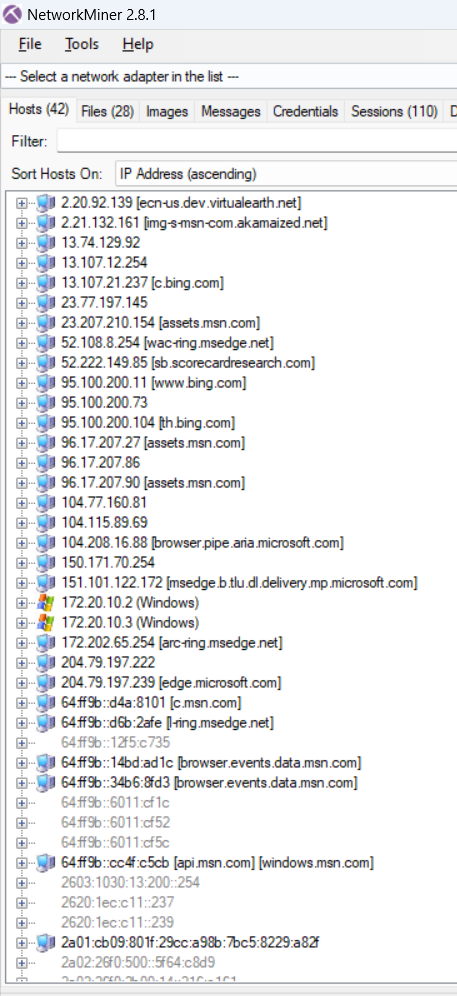 NetworkMiner 2.8.1
File Tools Help
--- Select a network adapter in the list ---
Hosts (42) Files (28) Images Messages Credentials Sessions (110)
Filter:
Sort Hosts On: IP Address (ascending)
2.20.92.139 [ecn-us.dev.virtualearth.net]
2.21.132.161 [img-s-msn-com.akamaized.net]
13.74.129.92
13.107.12.254
13.107.21.237 [c.bing.com]
23.77.197.145
23.207.210.154 [assets.msn.com]
52.108.8.254 [wac-ring.msedge.net]
52.222.149.85 [sb.scorecardresearch.com]
95.100.200.11 [www.bing.com]
95.100.200.73
95.100.200.104 [th.bing.com]
96.17.207.27 [assets.msn.com]
96.17.207.86
96.17.207.90 [assets.msn.com]
104.77.160.81
104.115.89.69
104.208.16.88 [browser.pipe.aria.microsoft.com]
150.171.70.254
151.101.122.172 [msedge.b.tlu.dl.delivery.mp.microsoft.com]
172.20.10.2 (Windows)
172.20.10.3 (Windows)
172.202.65.254 [arc-ring.msedge.net]
204.79.197.222
204.79.197.239 [edge.microsoft.com]
64:ff9b::d4a:8101 [c.msn.com]
64:ff9b::d6b:2afe [l-ring.msedge.net]
64:ff9b::12f5:c735
64:ff9b::14bd:ad1c [browser.events.data.msn.com]
64:ff9b::34b6:8fd3 [browser.events.data.msn.com]
64:ff9b::6011:cf1c
64:ff9b::6011:cf52
64:ff9b::6011:cf5c
64:ff9b::cc4f:c5cb [api.msn.com] [windows.msn.com]
2603:1030:13:200::254
2620:1ec:c11::237
2620:1ec:c11::239
2a01:cb09:801f:29cc:a98b:7bc5:8229:a82f
2a02:26f0:500::5f64:c8d9